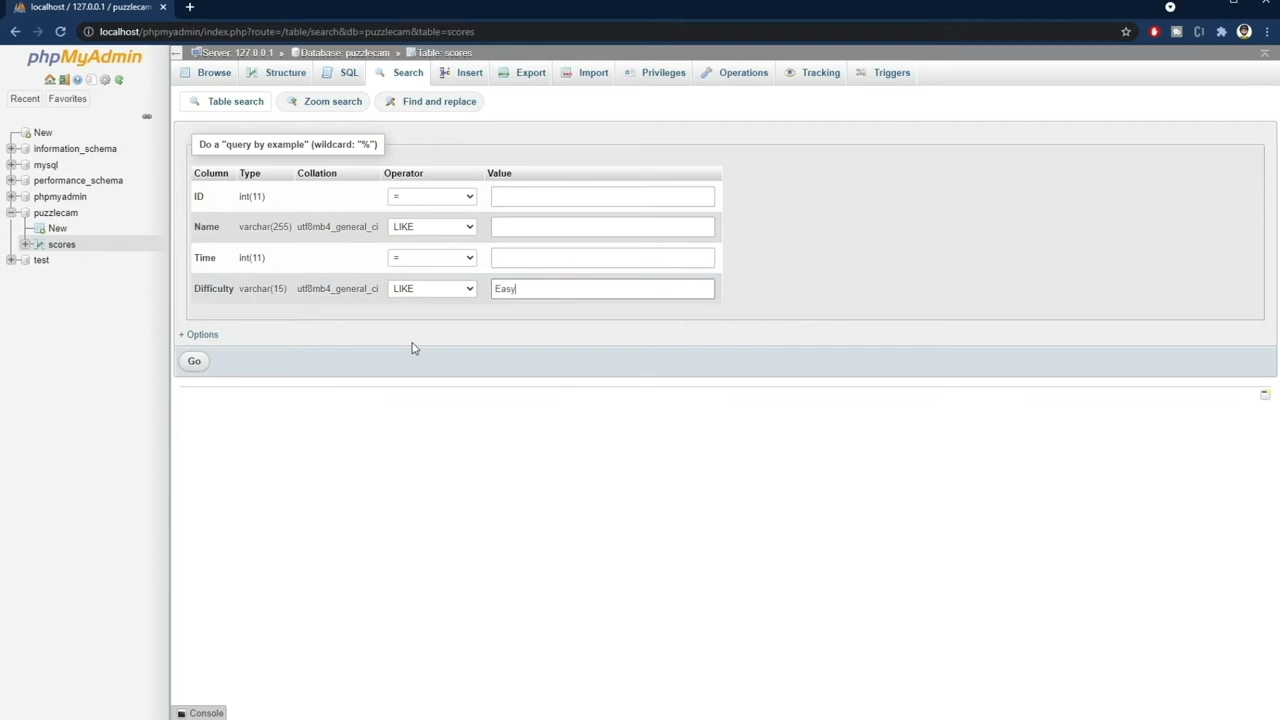 localhost / 127.0.0.1 / puzzlecam
localhost/phpmyadmin/index.php?route=/table/search&db=puzzlecam&table=scores
phpMyAdmin
Recent
Favorites
New
information_schema
mysql
performance_schema
phpmyadmin
puzzlecam
New
scores
test
Server: 127.0.0.1 » Database: puzzlecam » Table: scores
Browse Structure SQL Search Insert Export Import Privileges Operations Tracking Triggers
Table search Zoom search Find and replace
Do a "query by example" (wildcard: "%")
Column Type Collation Operator Value
ID int(11) =
Name varchar(255) utf8mb4_general_ci LIKE
Time int(11) =
Difficulty varchar(15) utf8mb4_general_ci LIKE Easy
+ Options
Go
Console